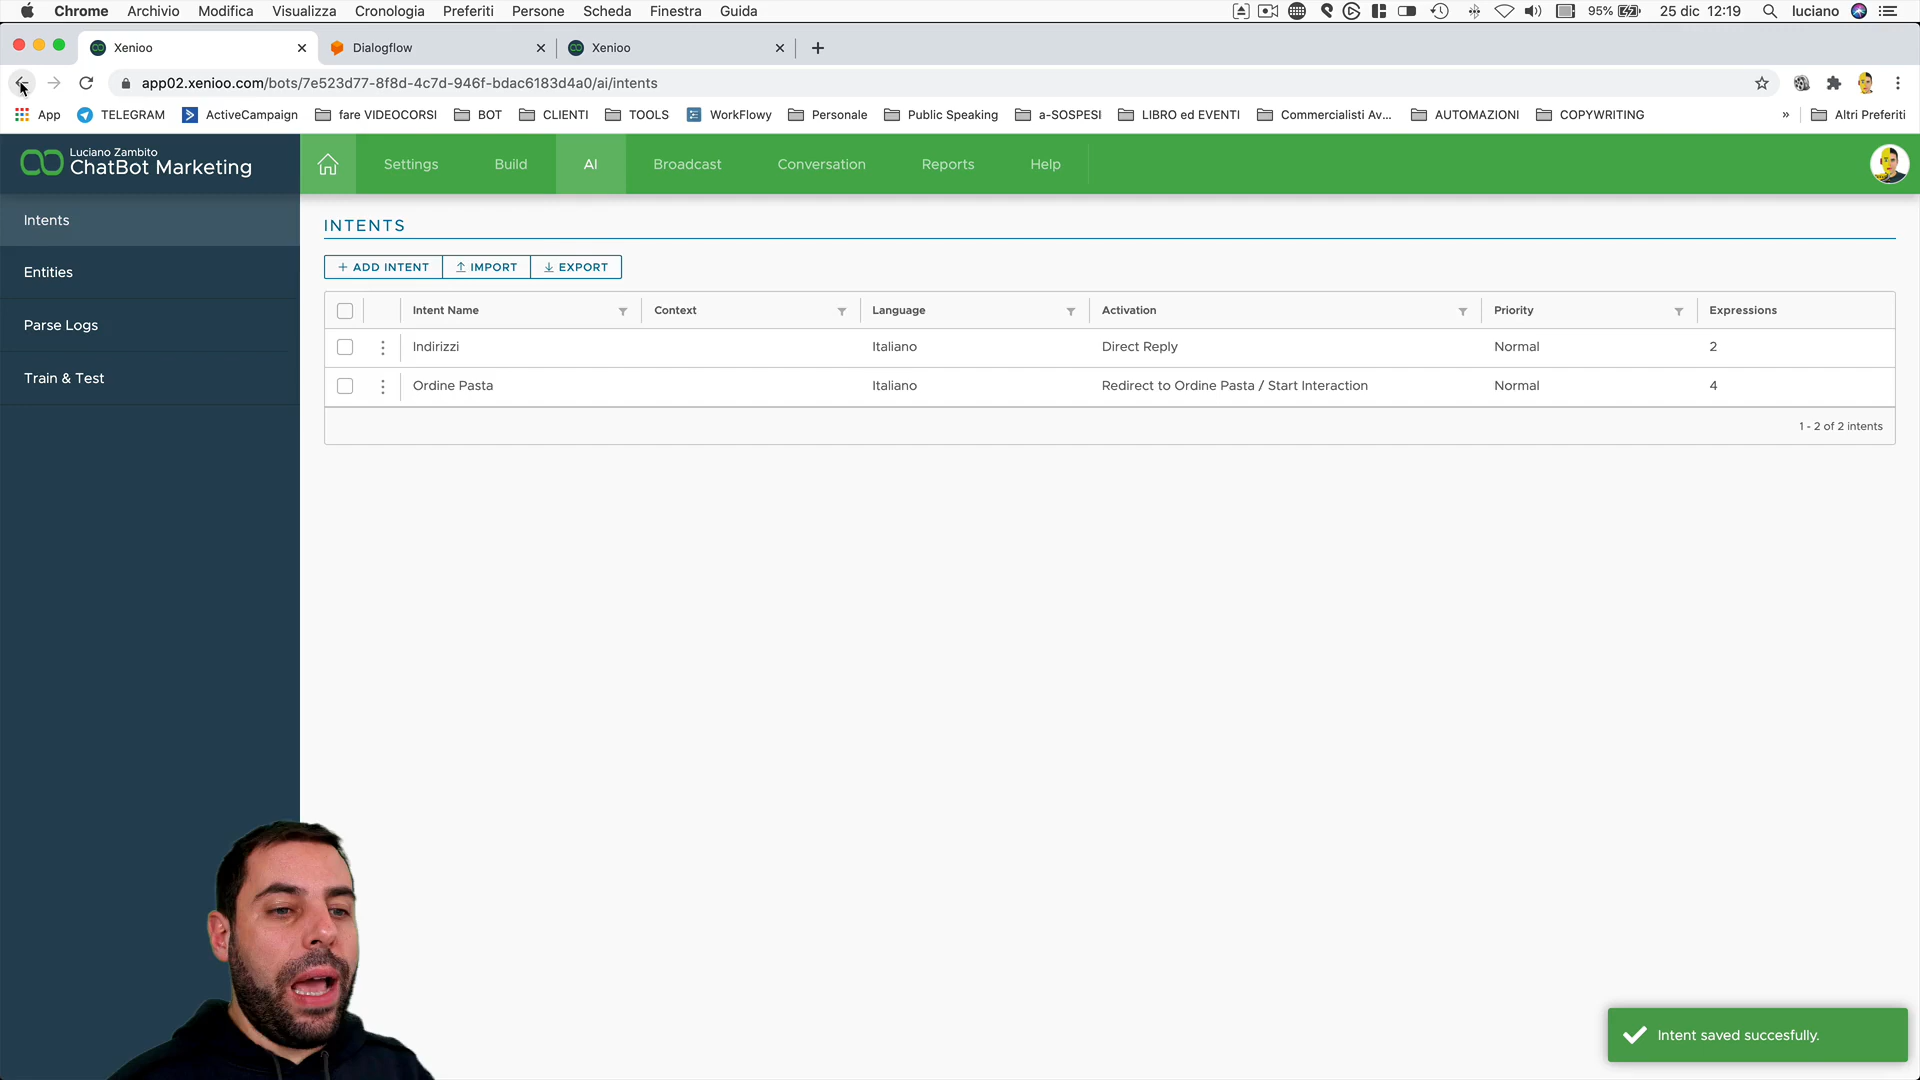 Chrome Archivio Modifica Visualizza Cronologia Preferiti Persone Scheda Finestra Guida 95% 25 dic 12:19 luciano
Xenioo Dialogflow Xenioo
app02.xenioo.com/bots/7e523d77-8f8d-4c7d-946f-bdac6183d4a0/ai/intents
App TELEGRAM ActiveCampaign fare VIDEOCORSI BOT CLIENTI TOOLS WorkFlowy Personale Public Speaking a-SOSPESI LIBRO ed EVENTI Commercialisti Av... AUTOMAZIONI COPYWRITING » Altri Preferiti
Luciano Zambito
ChatBot Marketing
Settings Build AI Broadcast Conversation Reports Help
Intents
Entities
Parse Logs
Train & Test
INTENTS
+ ADD INTENT IMPORT EXPORT
Intent Name Context Language Activation Priority Expressions
Indirizzi Italiano Direct Reply Normal 2
Ordine Pasta Italiano Redirect to Ordine Pasta / Start Interaction Normal 4
1 - 2 of 2 intents
Intent saved succesfully.